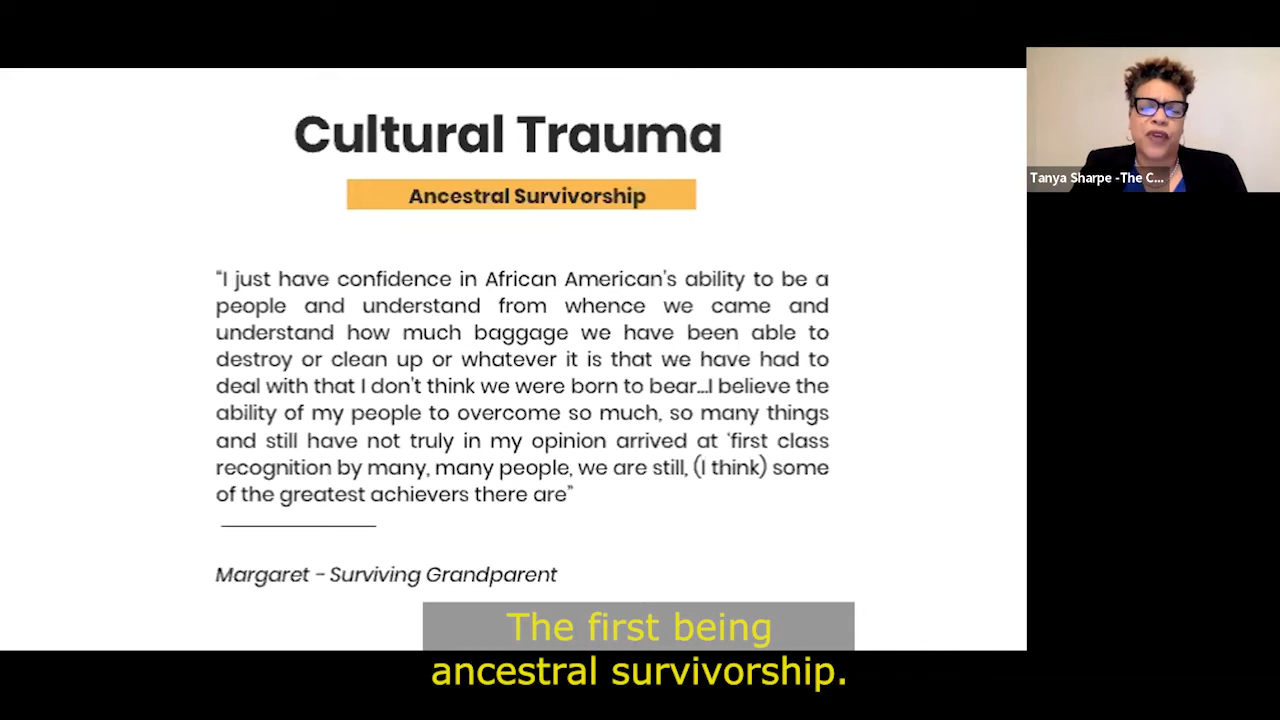 Cultural Trauma
Ancestral Survivorship
“I just have confidence in African American’s ability to be a
people and understand from whence we came and
understand how much baggage we have been able to
destroy or clean up or whatever it is that we have had to
deal with that I don’t think we were born to bear…I believe the
ability of my people to overcome so much, so many things
and still have not truly in my opinion arrived at ‘first class
recognition by many, many people, we are still, (I think) some
of the greatest achievers there are”
Margaret - Surviving Grandparent
Tanya Sharpe -The C...
The first being
ancestral survivorship.